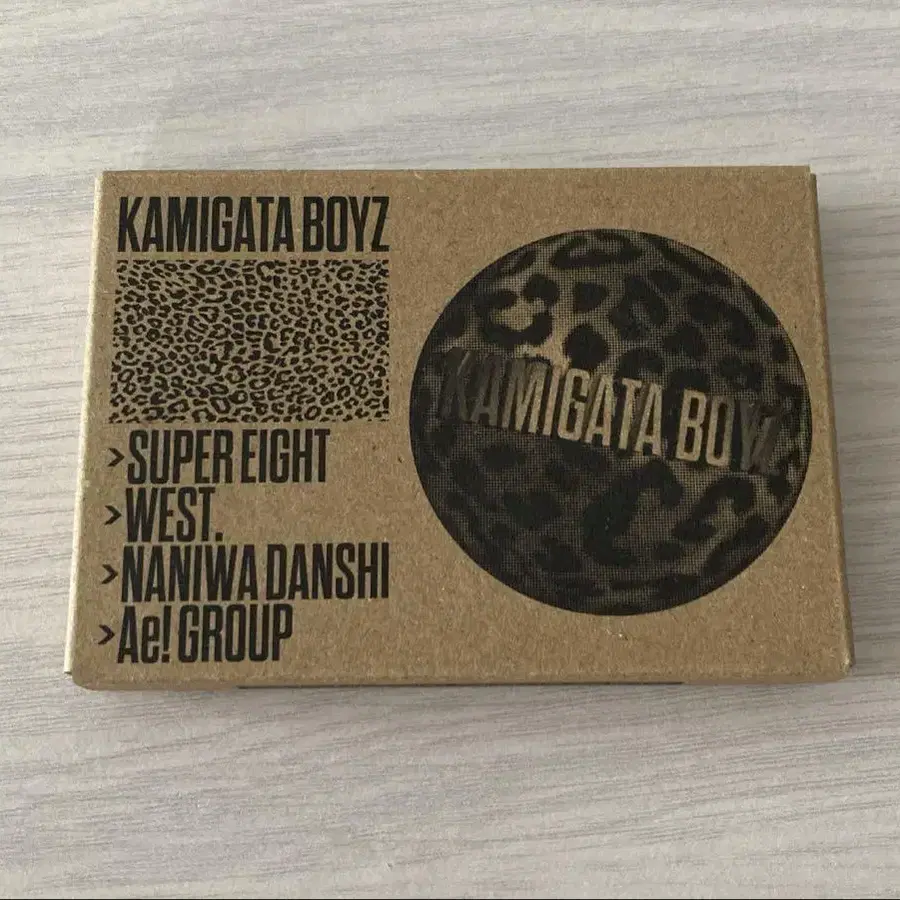 KAMIGATA BOYZ
>SUPER EIGHT
>WEST.
>NANIWA DANSHI
>Ae! GROUP
KAMIGATA BOYZ